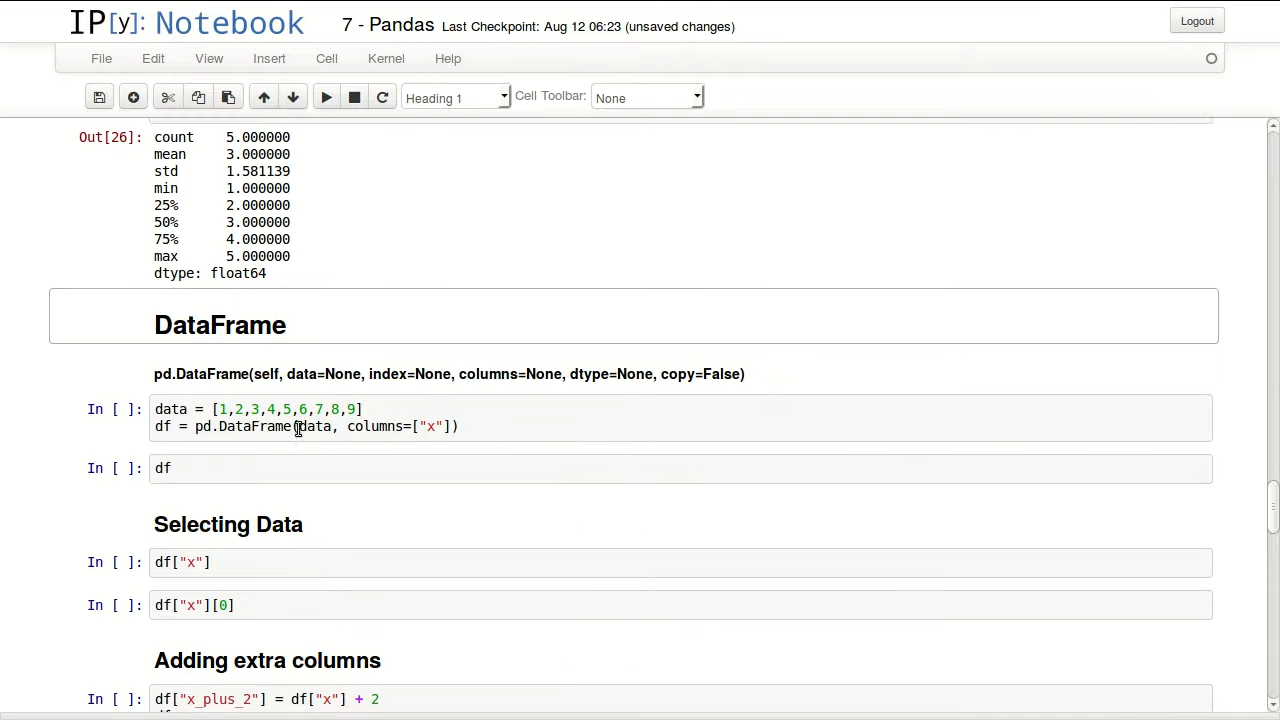 IP[y]: Notebook 7 - Pandas Last Checkpoint: Aug 12 06:23 (unsaved changes) Logout
File Edit View Insert Cell Kernel Help
Heading 1 Cell Toolbar: None
Out[26]: count 5.000000
mean 3.000000
std 1.581139
min 1.000000
25% 2.000000
50% 3.000000
75% 4.000000
max 5.000000
dtype: float64
DataFrame
pd.DataFrame(self, data=None, index=None, columns=None, dtype=None, copy=False)
In [ ]: data = [1,2,3,4,5,6,7,8,9]
df = pd.DataFrame(data, columns=["x"])
In [ ]: df
Selecting Data
In [ ]: df["x"]
In [ ]: df["x"][0]
Adding extra columns
In [ ]: df["x_plus_2"] = df["x"] + 2